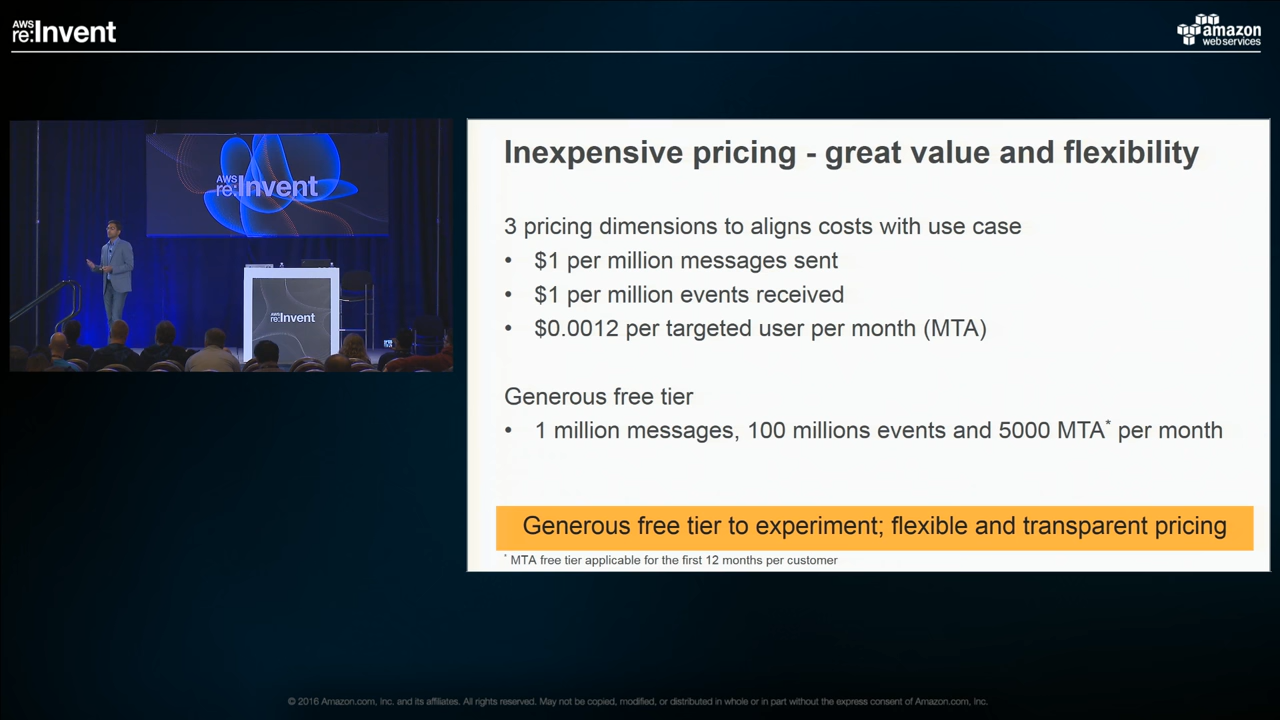 AWS
re:Invent
amazon
web services
AWS
re:Invent
AWS
re:Invent
Inexpensive pricing - great value and flexibility
3 pricing dimensions to aligns costs with use case
• $1 per million messages sent
• $1 per million events received
• $0.0012 per targeted user per month (MTA)
Generous free tier
• 1 million messages, 100 millions events and 5000 MTA* per month
Generous free tier to experiment; flexible and transparent pricing
* MTA free tier applicable for the first 12 months per customer
© 2016 Amazon.com, Inc. and its affiliates. All rights reserved. May not be copied, modified, or distributed in whole or in part without the express consent of Amazon.com, Inc.